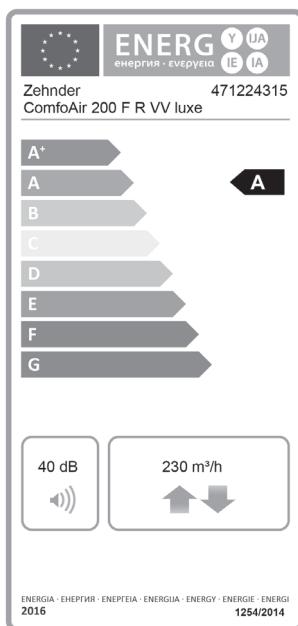 ENERG Y IJA IE IA
енергия · ενεργεια
Zehnder 471224315
ComfoAir 200 F R VV luxe
A+
A A
B
C
D
E
F
G
40 dB 230 m³/h
ENERGIA · ЕНЕРГИЯ · ΕΝΕΡΓΕΙΑ · ENERGIJA · ENERGY · ENERGIE · ENERGI
2016 1254/2014